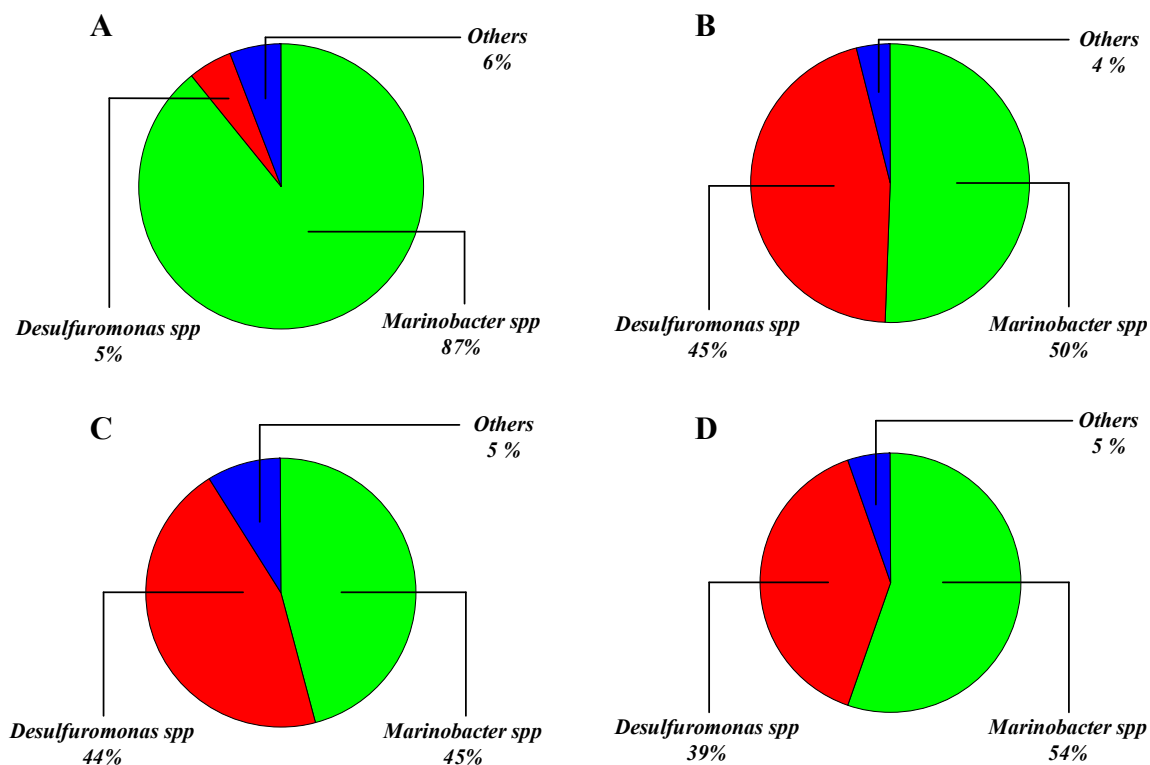 A
Others
6%
Desulfuromonas spp
5%
Marinobacter spp
87%
B
Others
4 %
Desulfuromonas spp
45%
Marinobacter spp
50%
C
Others
5 %
Desulfuromonas spp
44%
Marinobacter spp
45%
D
Others
5 %
Desulfuromonas spp
39%
Marinobacter spp
54%